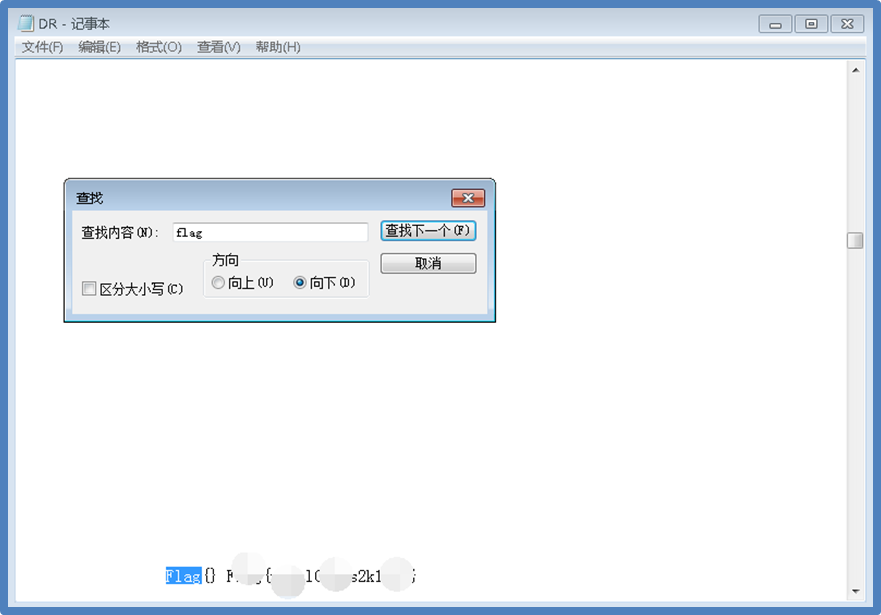 DR - 记事本
文件(F) 编辑(E) 格式(O) 查看(V) 帮助(H)
查找
查找内容(N): flag 查找下一个(F)
方向
取消
区分大小写(C) 向上(U) 向下(D)
Flag{}